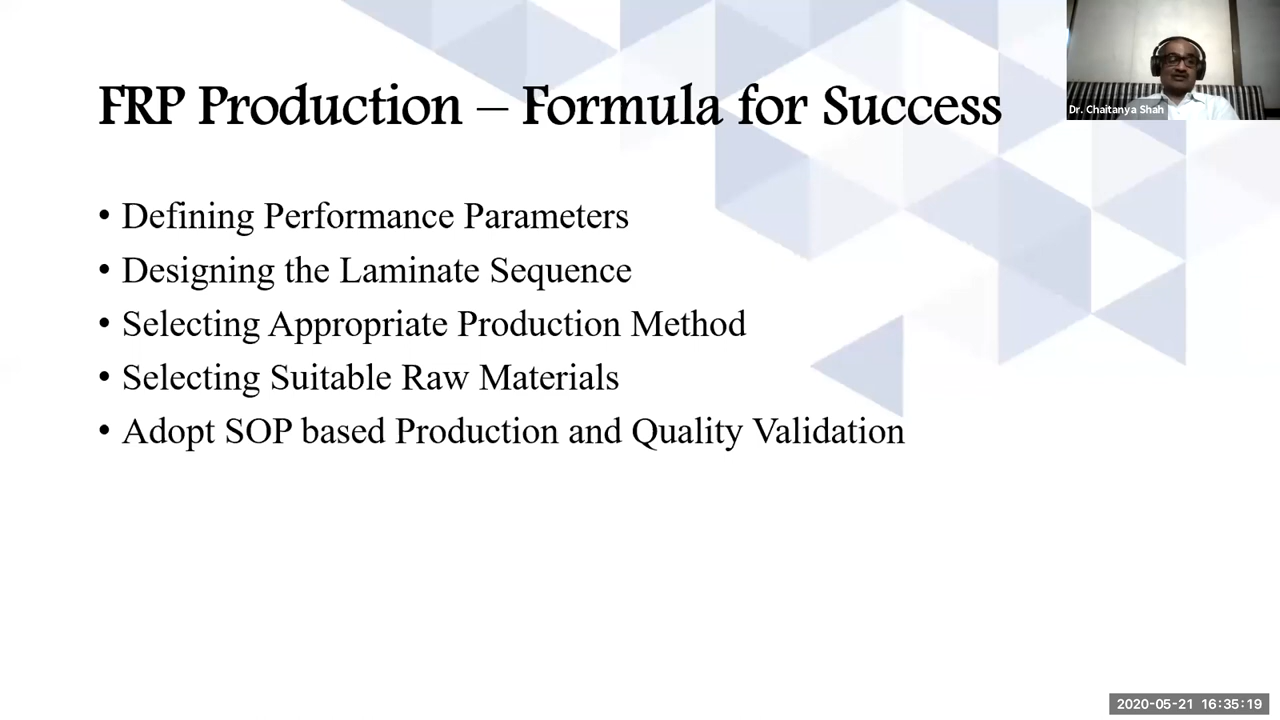 FRP Production – Formula for Success
Dr. Chaitanya Shah
• Defining Performance Parameters
• Designing the Laminate Sequence
• Selecting Appropriate Production Method
• Selecting Suitable Raw Materials
• Adopt SOP based Production and Quality Validation
2020-05-21 16:35:19